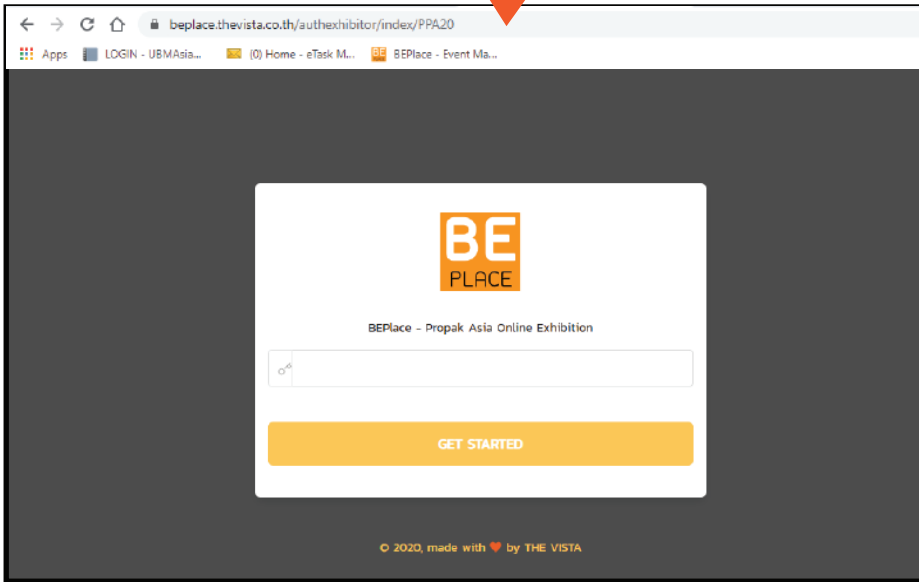 beplace.thevista.co.th/authexhibitor/index/PPA20
Apps LOGIN - UBMAsia... (0) Home - eTask M... BEPlace - Event Ma...
BE
PLACE
BEPlace - Propak Asia Online Exhibition
GET STARTED
© 2020, made with ❤ by THE VISTA